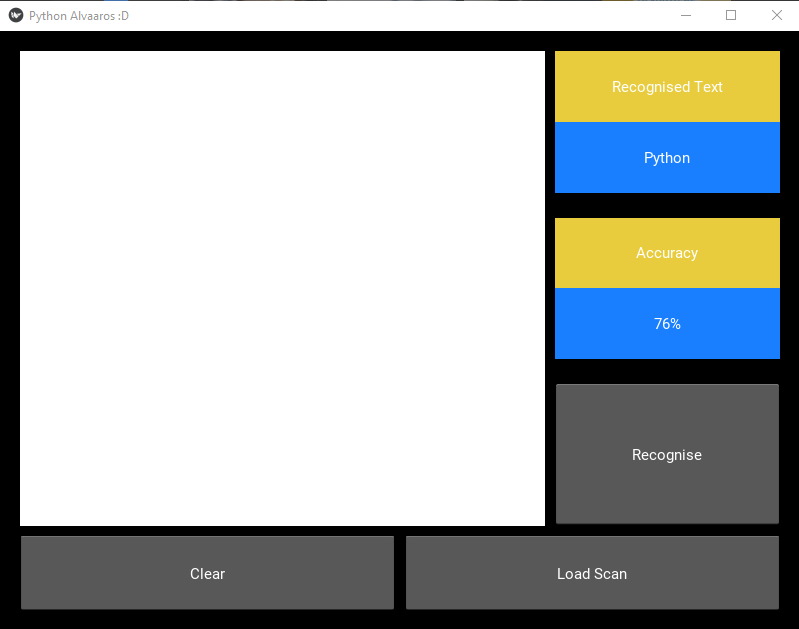 Python Alvaaros :D
Recognised Text
Python
Accuracy
76%
Recognise
Clear
Load Scan